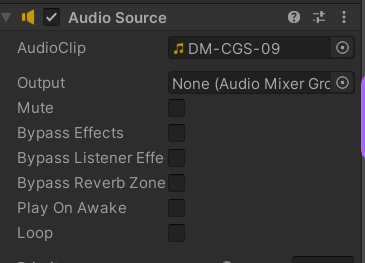 Audio Source
AudioClip DM-CGS-09
Output None (Audio Mixer Gro
Mute
Bypass Effects
Bypass Listener Effe
Bypass Reverb Zone
Play On Awake
Loop